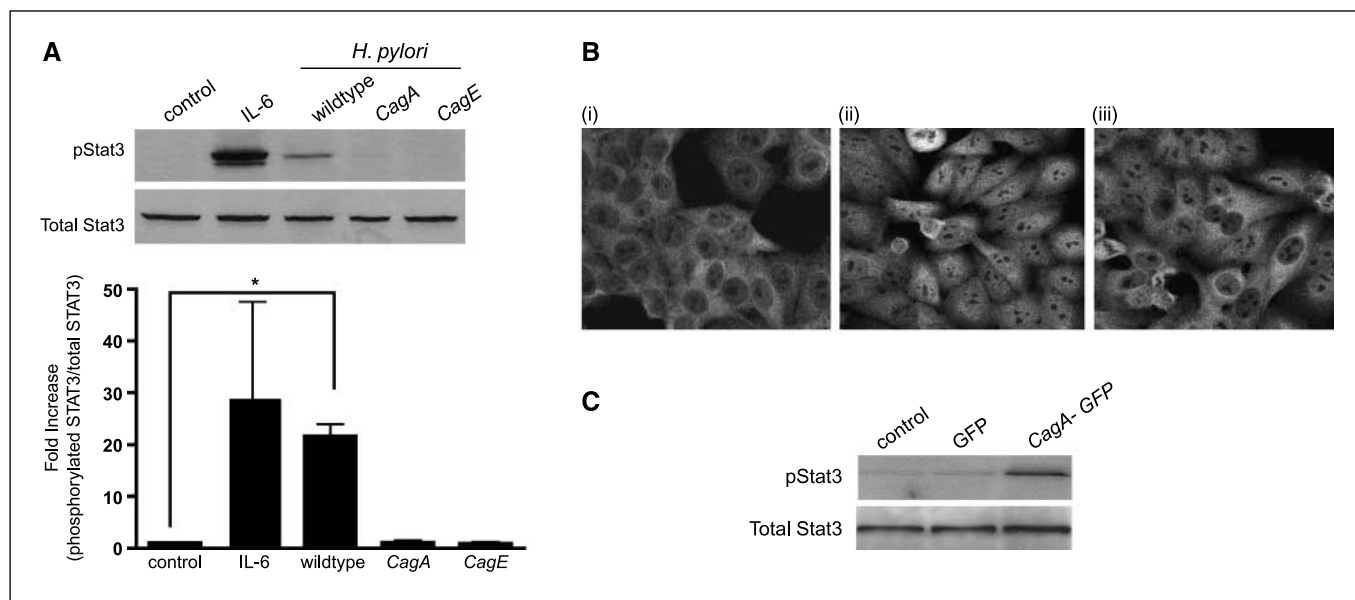 A
H. pylori
control IL-6 wildtype CagA CagE
pStat3
Total Stat3
Fold Increase
(phosphorylated STAT3/total STAT3)
50
40
30
20
10
0
*
control IL-6 wildtype CagA CagE
B
(i) (ii) (iii)
C
control GFP CagA- GFP
pStat3
Total Stat3